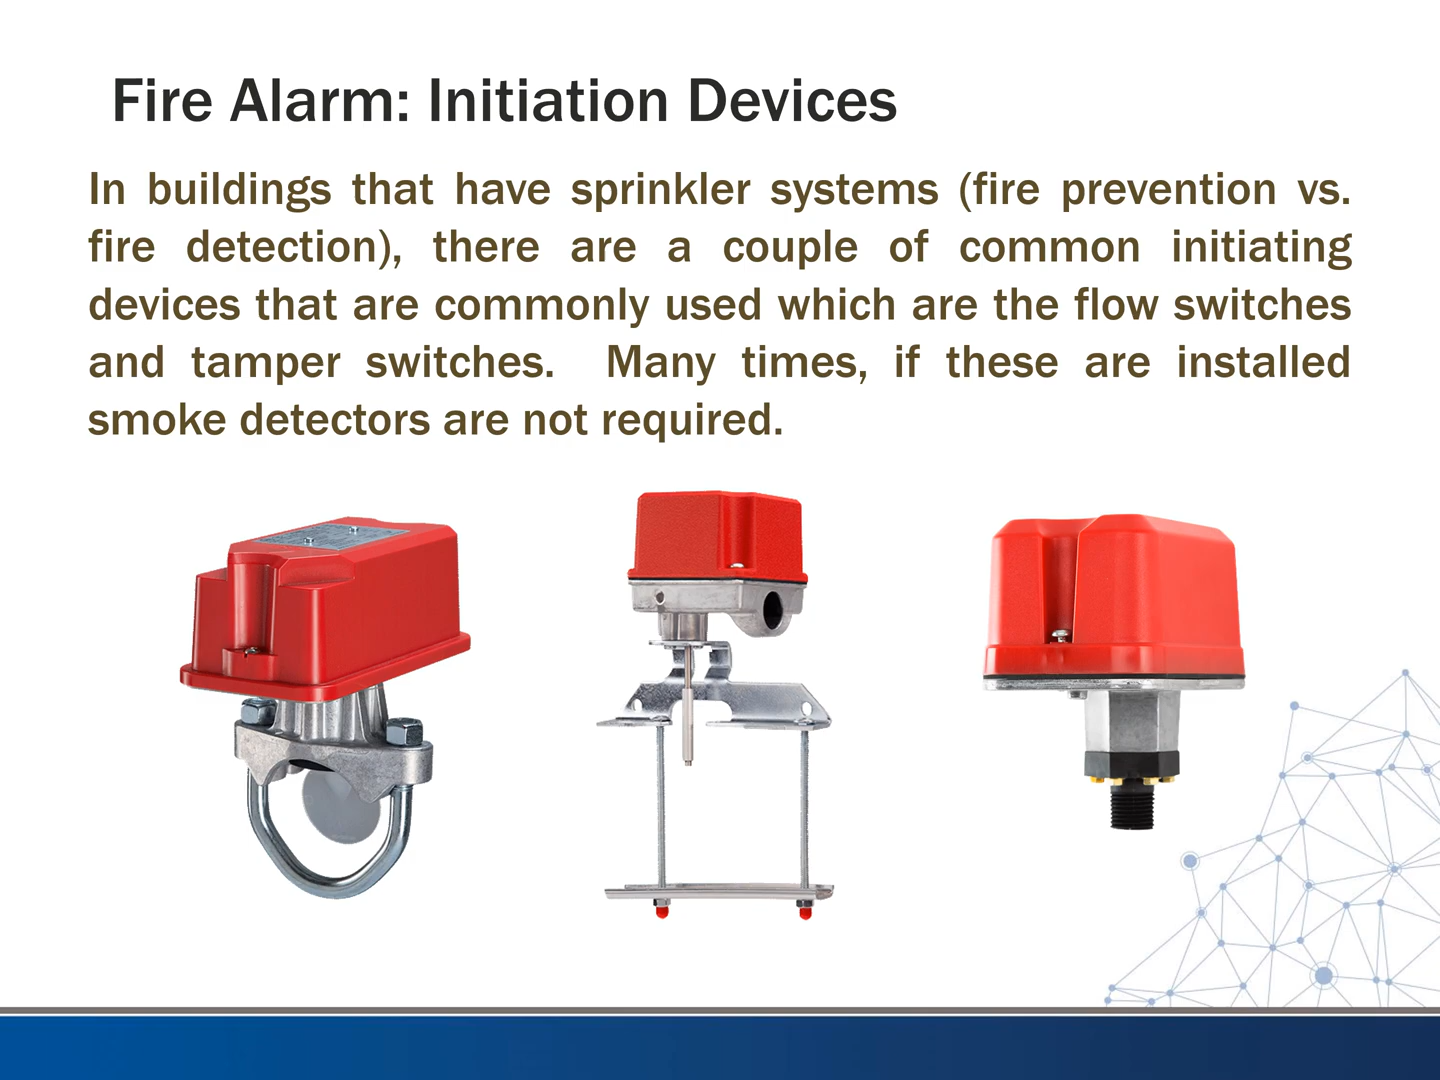 Fire Alarm: Initiation Devices
In buildings that have sprinkler systems (fire prevention vs.
fire detection), there are a couple of common initiating
devices that are commonly used which are the flow switches
and tamper switches.  Many times, if these are installed
smoke detectors are not required.